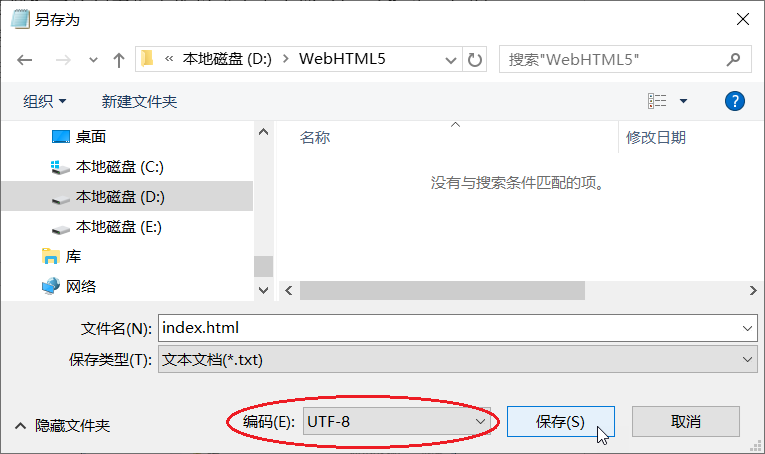 另存为
« 本地磁盘 (D:) > WebHTML5
搜索"WebHTML5"
组织
新建文件夹
?
桌面
本地磁盘 (C:)
本地磁盘 (D:)
本地磁盘 (E:)
库
网络
名称
修改日期
没有与搜索条件匹配的项。
文件名(N):
index.html
保存类型(T):
文本文档(*.txt)
隐藏文件夹
编码(E):
UTF-8
保存(S)
取消